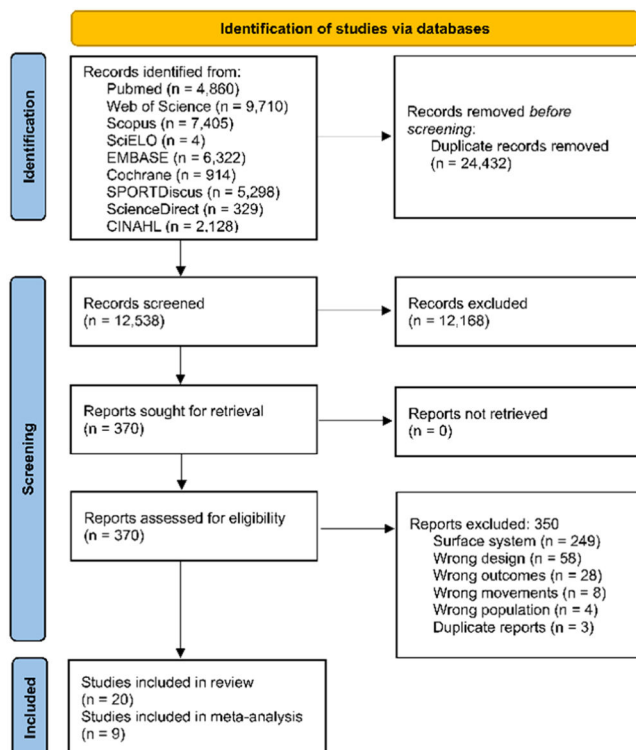 Identification of studies via databases
Identification
Records identified from:
Pubmed (n = 4,860)
Web of Science (n = 9,710)
Scopus (n = 7,405)
SciELO (n = 4)
EMBASE (n = 6,322)
Cochrane (n = 914)
SPORTDiscus (n = 5,298)
ScienceDirect (n = 329)
CINAHL (n = 2,128)
Records removed before
screening:
Duplicate records removed
(n = 24,432)
Screening
Records screened
(n = 12,538)
Records excluded
(n = 12,168)
Reports sought for retrieval
(n = 370)
Reports not retrieved
(n = 0)
Reports assessed for eligibility
(n = 370)
Reports excluded: 350
Surface system (n = 249)
Wrong design (n = 58)
Wrong outcomes (n = 28)
Wrong movements (n = 8)
Wrong population (n = 4)
Duplicate reports (n = 3)
Included
Studies included in review
(n = 20)
Studies included in meta-analysis
(n = 9)